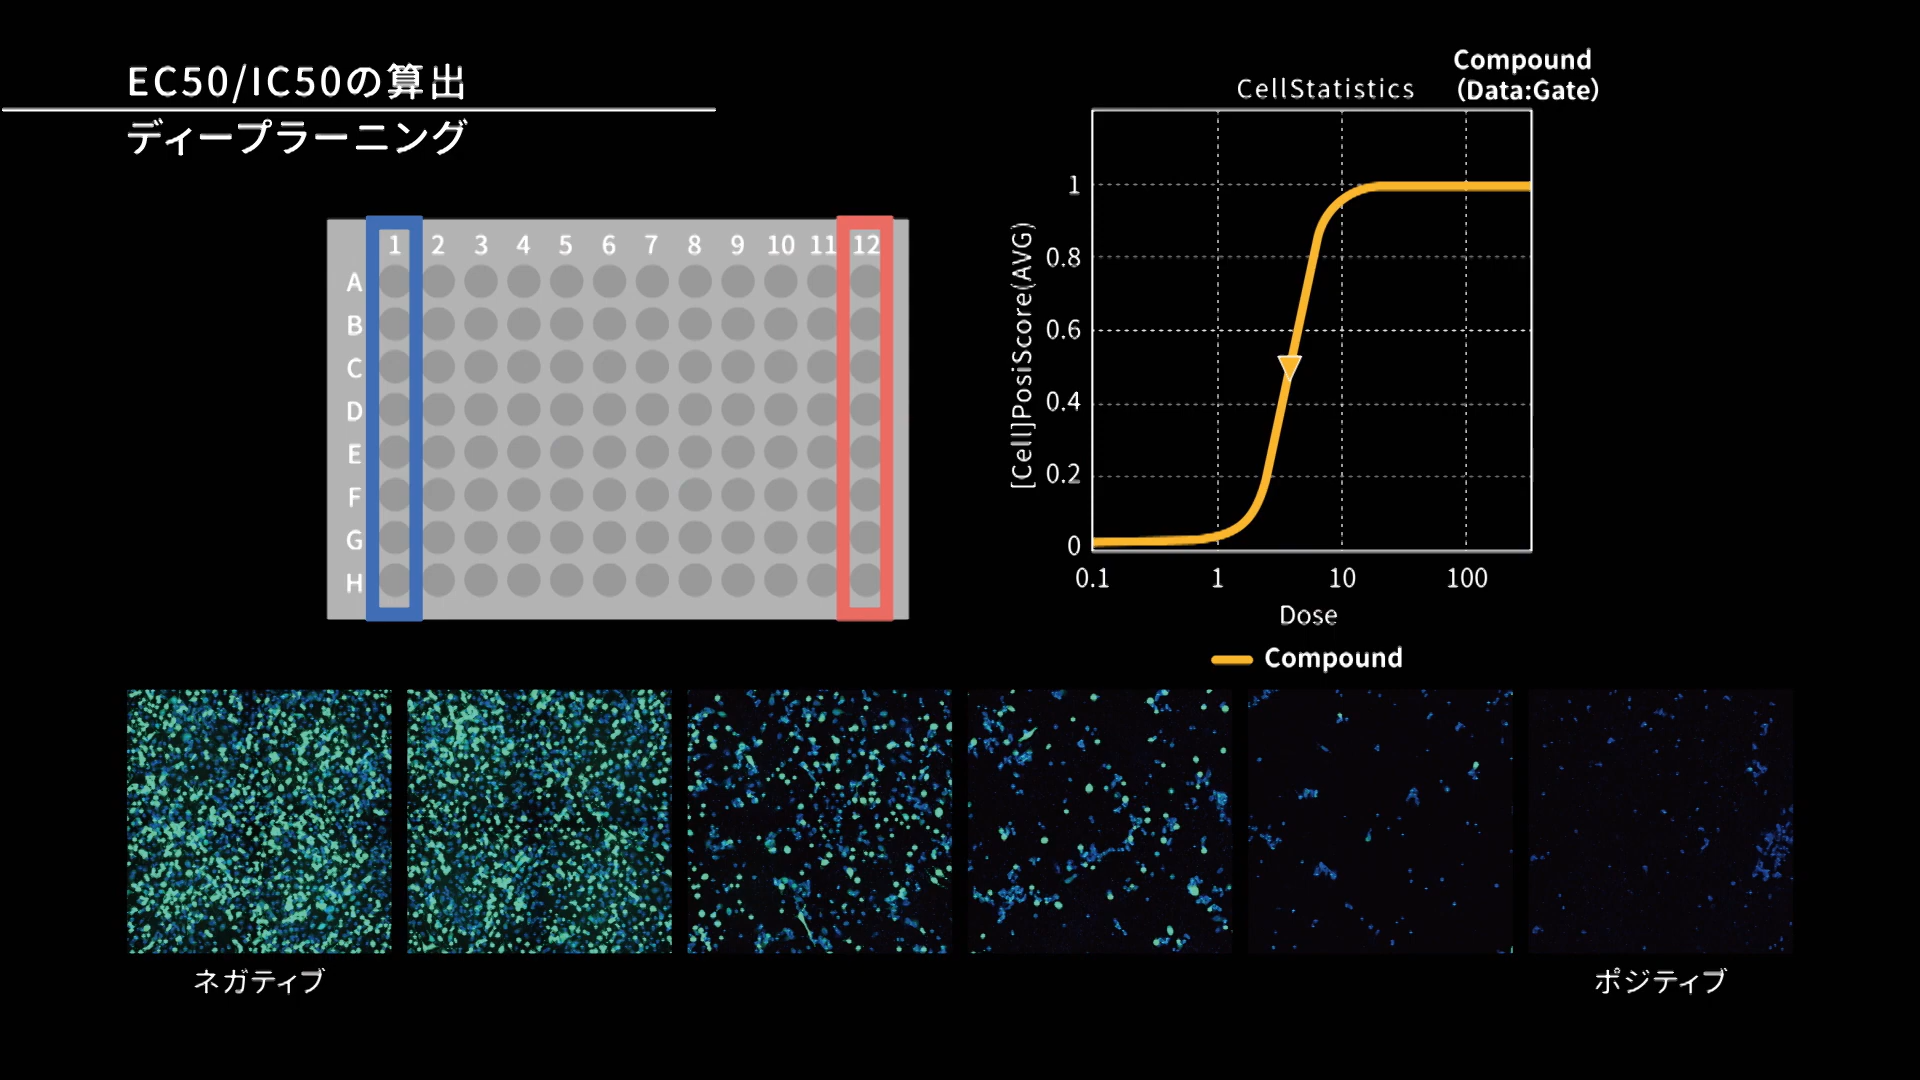 EC50/IC50の算出
ディープラーニング
1 2 3 4 5 6 7 8 9 10 11 12
A
B
C
D
E
F
G
H
CellStatistics
Compound
(Data:Gate)
[Cell]PosiScore(AVG)
1
0.8
0.6
0.4
0.2
0
0.1 1 10 100
Dose
Compound
ネガティブ
ポジティブ